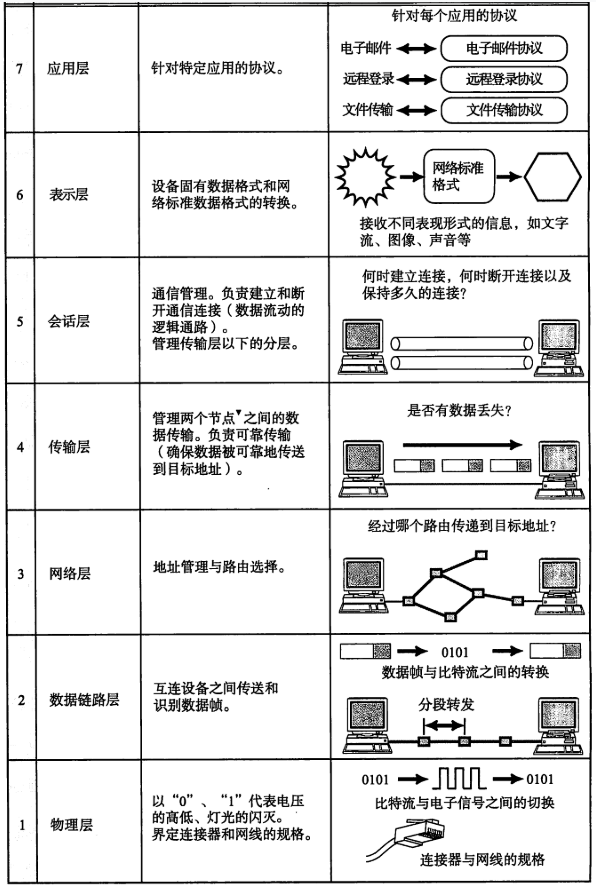 7
应用层
针对特定应用的协议。
针对每个应用的协议
电子邮件 电子邮件协议
远程登录 远程登录协议
文件传输 文件传输协议
6
表示层
设备固有数据格式和网
络标准数据格式的转换。
网络标准
格式
接收不同表现形式的信息，如文字
流、图像、声音等
5
会话层
通信管理。负责建立和断
开通信连接（数据流动的
逻辑通路）。
管理传输层以下的分层。
何时建立连接，何时断开连接以及
保持多久的连接？
4
传输层
管理两个节点▼之间的数
据传输。负责可靠传输
（确保数据被可靠地传送
到目标地址）。
是否有数据丢失？
3
网络层
地址管理与路由选择。
经过哪个路由传递到目标地址？
2
数据链路层
互连设备之间传送和
识别数据帧。
0101
数据帧与比特流之间的转换
分段转发
1
物理层
以“0”、“1”代表电压
的高低、灯光的闪灭。
界定连接器和网线的规格。
0101 0101
比特流与电子信号之间的切换
连接器与网线的规格